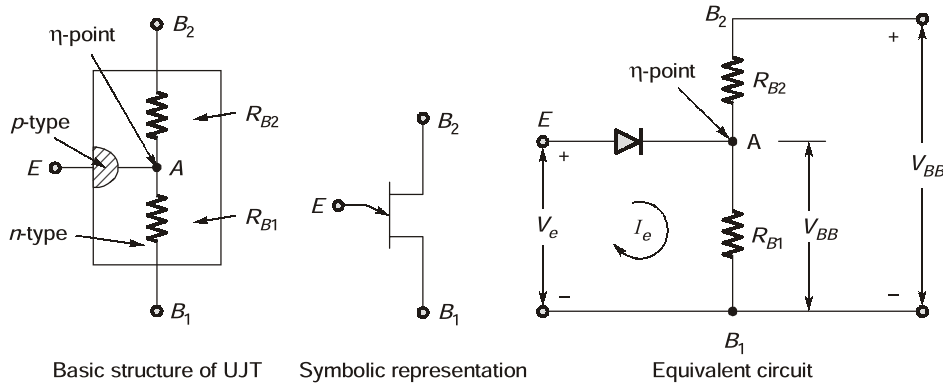 B2
η-point
RB2
p-type
E
A
RB1
n-type
B1
Basic structure of UJT
B2
E
B1
Symbolic representation
B2
+
RB2
η-point
E
A
+
VBB
Ve
Ie
RB1
VBB
–
–
B1
Equivalent circuit